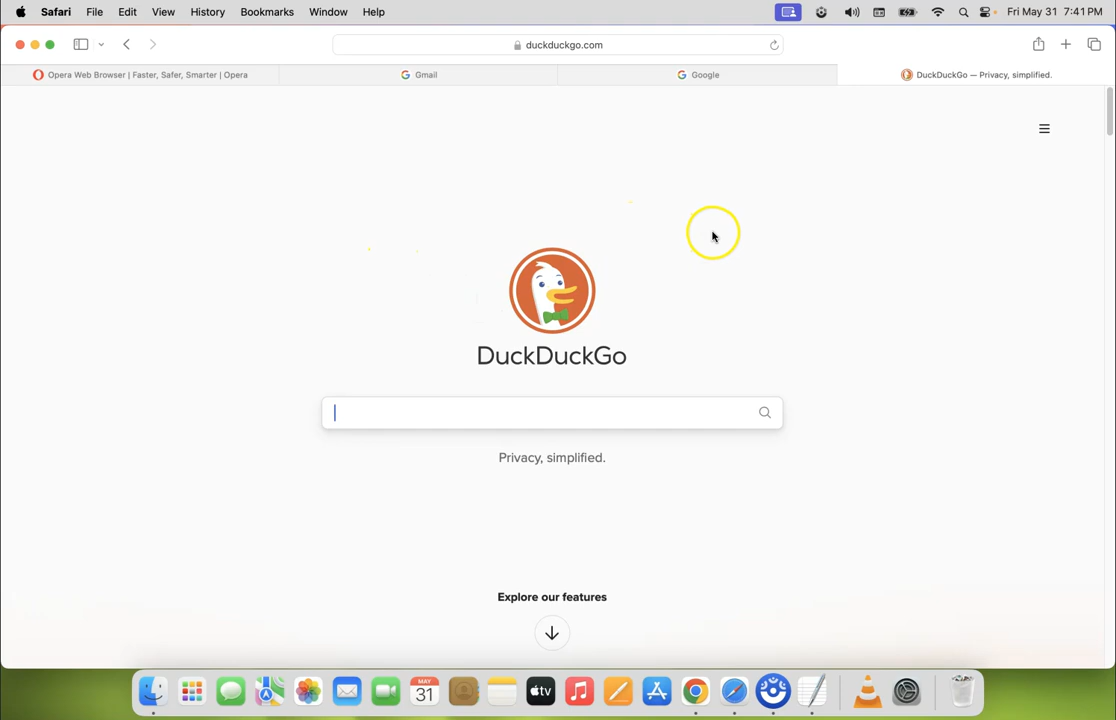 Safari File Edit View History Bookmarks Window Help Fri May 31 7:41 PM
duckduckgo.com
Opera Web Browser | Faster, Safer, Smarter | Opera Gmail Google DuckDuckGo — Privacy, simplified.
DuckDuckGo
Privacy, simplified.
Explore our features
MAY
31
tv